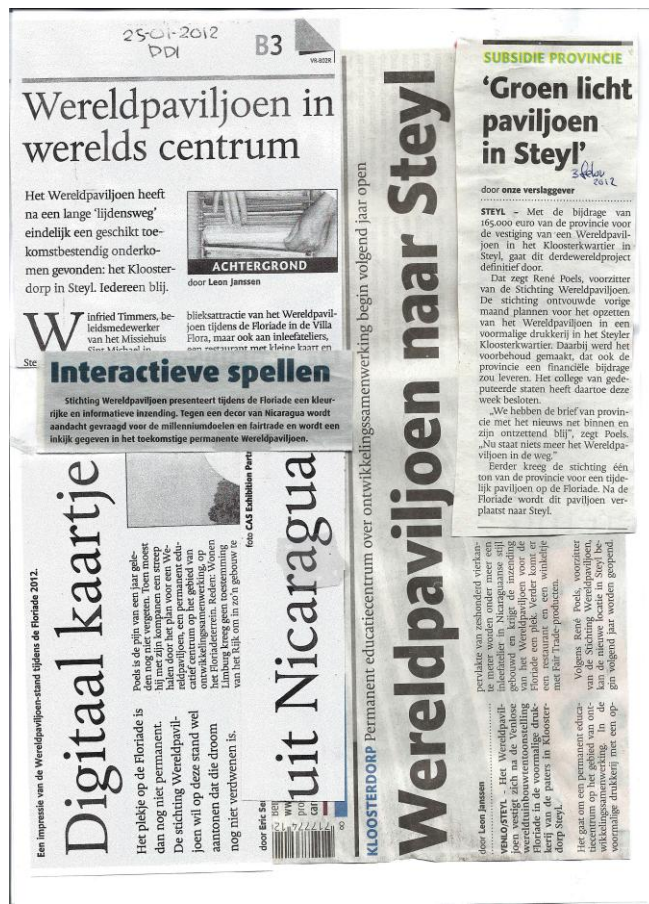 25-01-2012
DDI
B3
VR-B02R
Wereldpaviljoen in
werelds centrum
Het Wereldpaviljoen heeft
na een lange ‘lijdensweg’
eindelijk een geschikt toe-
komstbestendig onderko-
men gevonden: het Klooster-
dorp in Steyl. Iedereen blij.
ACHTERGROND
door Leon Janssen
Winfried Timmers, be-
leidsmedewerker
van het Missiehuis
Sint Michael in
Ste
blieksattractie van het Wereldpavil-
joen tijdens de Floriade in de Villa
Flora, maar ook aan inleefateliers,
een restaurant met kleine kaart en
Interactieve spellen
Stichting Wereldpaviljoen presenteert tijdens de Floriade een kleur-
rijke en informatieve inzending. Tegen een decor van Nicaragua wordt
aandacht gevraagd voor de millenniumdoelen en fairtrade en wordt een
inkijk gegeven in het toekomstige permanente Wereldpaviljoen.
Een impressie van de Wereldpaviljoen-stand tijdens de Floriade 2012.
foto CAS Exhibition Partn
Digitaal kaartje
uit Nicaragua
Het plekje op de Floriade is
dan nog niet permanent.
De stichting Wereldpavil-
joen wil op deze stand wel
aantonen dat die droom
nog niet verdwenen is.
door Eric Se
Poels is de pijn van een jaar gele-
den nog niet vergeten. Toen moest
hij met zijn kompanen een streep
halen door het plan voor een We-
reldpaviljoen, een permanent edu-
catief centrum op het gebied van
ontwikkelingssamenwerking, op
het Floriadeterrein. Reden: Wonen
Limburg kreeg geen toestemming
van het Rijk om in zo’n gebouw te
KLOOSTERDORP Permanent educatiecentrum over ontwikkelingssamenwerking begin volgend jaar open
Wereldpaviljoen naar Steyl
door Leon Janssen
VENLO/STEYL - Het Wereldpavil-
joen vestigt zich na de Venlose
wereldtuinbouwtentoonstelling
Floriade in de voormalige druk-
kerij van de paters in Klooster-
dorp Steyl.
Het gaat om een permanent educa-
tiecentrum op het gebied van ont-
wikkelingssamenwerking. In de
voormalige drukkerij met een op-
pervlakte van zeshonderd vierkan-
te meter worden onder meer een
inleefatelier in Nicaraguaanse stijl
gebouwd en krijgt de inzending
van het Wereldpaviljoen voor de
Floriade een plek. Verder komt er
een restaurant en een winkeltje
met Fair Trade-producten.
Volgens René Poels, voorzitter
van de Stichting Wereldpaviljoen,
kan de nieuwe locatie in Steyl be-
gin volgend jaar worden geopend.
SUBSIDIE PROVINCIE
‘Groen licht
paviljoen
in Steyl’
2012
door onze verslaggever
STEYL – Met de bijdrage van
165.000 euro van de provincie voor
de vestiging van een Wereldpavil-
joen in het Kloosterkwartier in
Steyl, gaat dit derdewereldproject
definitief door.
Dat zegt René Poels, voorzitter
van de Stichting Wereldpaviljoen.
De stichting ontvouwde vorige
maand plannen voor het opzetten
van het Wereldpaviljoen in een
voormalige drukkerij in het Steyler
Kloosterkwartier. Daarbij werd het
voorbehoud gemaakt, dat ook de
provincie een financiële bijdrage
zou leveren. Het college van gede-
puteerde staten heeft daartoe deze
week besloten.
„We hebben de brief van provin-
cie met het nieuws net binnen en
zijn ontzettend blij”, zegt Poels.
„Nu staat niets meer het Wereldpa-
viljoen in de weg.”
Eerder kreeg de stichting één
ton van de provincie voor een tijde-
lijk paviljoen op de Floriade. Na de
Floriade wordt dit paviljoen ver-
plaatst naar Steyl.